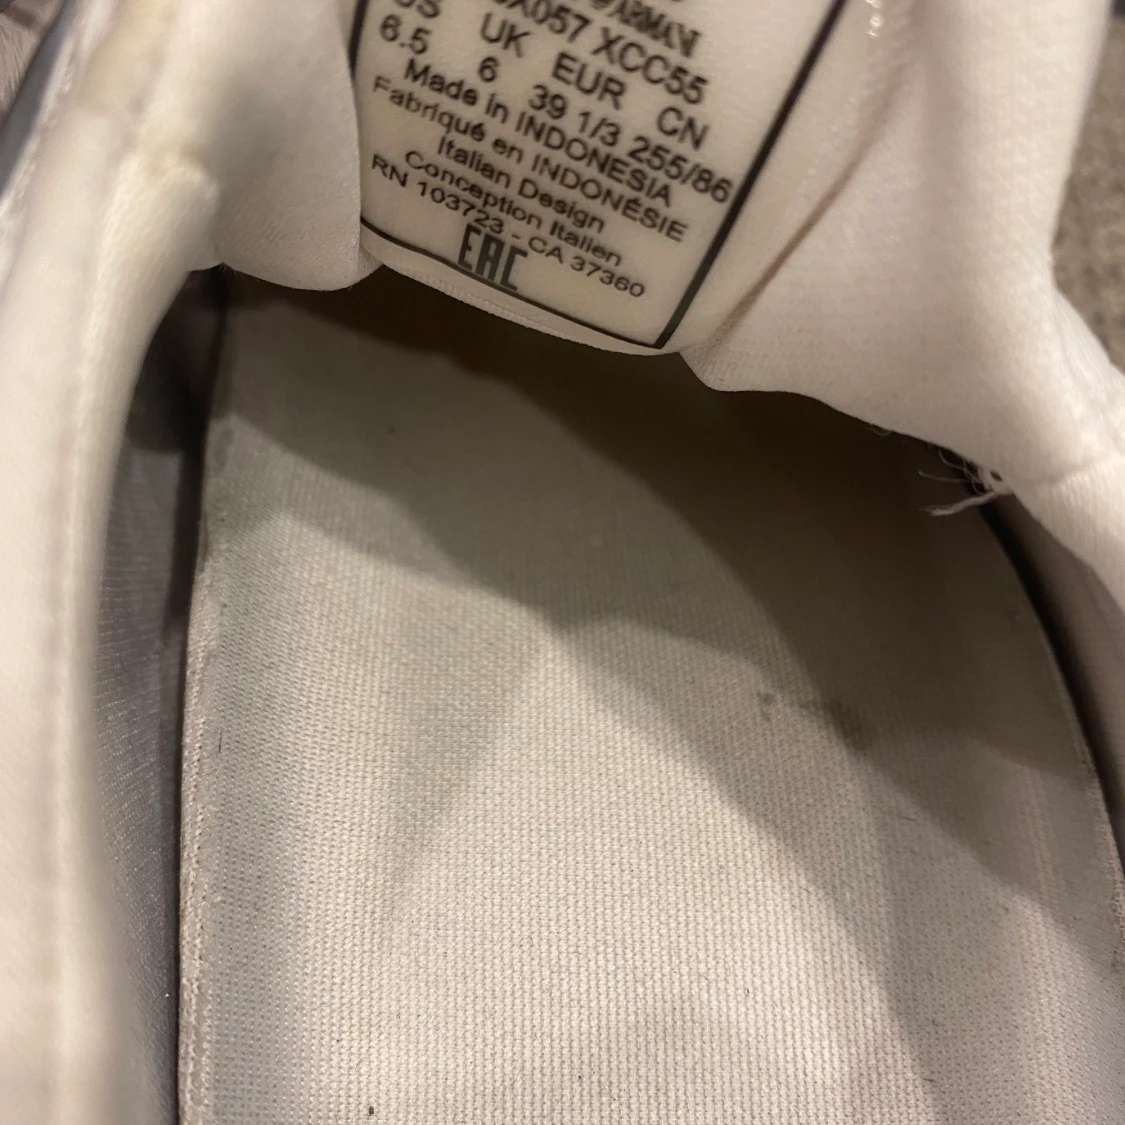 ARMANI
X057 XCC55
US UK EUR CN
6.5 6 39 1/3 255/86
Made in INDONESIA
Fabriqué en INDONÉSIE
Italian Design
Conception Italien
RN 103723 - CA 37360
EAC